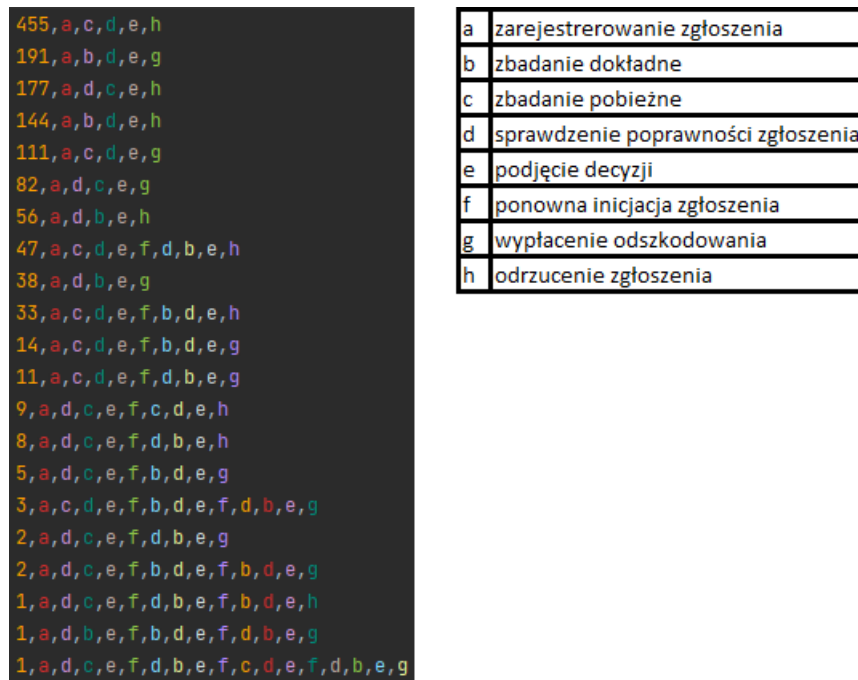 455,a,c,d,e,h
191,a,b,d,e,g
177,a,d,c,e,h
144,a,b,d,e,h
111,a,c,d,e,g
82,a,d,c,e,g
56,a,d,b,e,h
47,a,c,d,e,f,d,b,e,h
38,a,d,b,e,g
33,a,c,d,e,f,b,d,e,h
14,a,c,d,e,f,b,d,e,g
11,a,c,d,e,f,d,b,e,g
9,a,d,c,e,f,c,d,e,h
8,a,d,c,e,f,d,b,e,h
5,a,d,c,e,f,b,d,e,g
3,a,c,d,e,f,b,d,e,f,d,b,e,g
2,a,d,c,e,f,d,b,e,g
2,a,d,c,e,f,b,d,e,f,b,d,e,g
1,a,d,c,e,f,d,b,e,f,b,d,e,h
1,a,d,b,e,f,b,d,e,f,d,b,e,g
1,a,d,c,e,f,d,b,e,f,c,d,e,f,d,b,e,g
a zarejestrerowanie zgłoszenia
b zbadanie dokładne
c zbadanie pobieżne
d sprawdzenie poprawności zgłoszenia
e podjęcie decyzji
f ponowna inicjacja zgłoszenia
g wypłacenie odszkodowania
h odrzucenie zgłoszenia